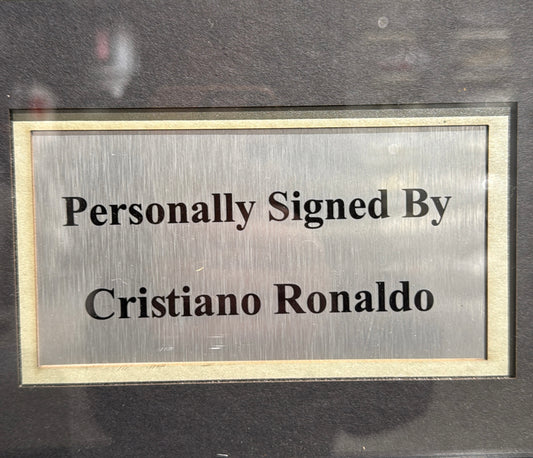 Personally Signed By
Cristiano Ronaldo